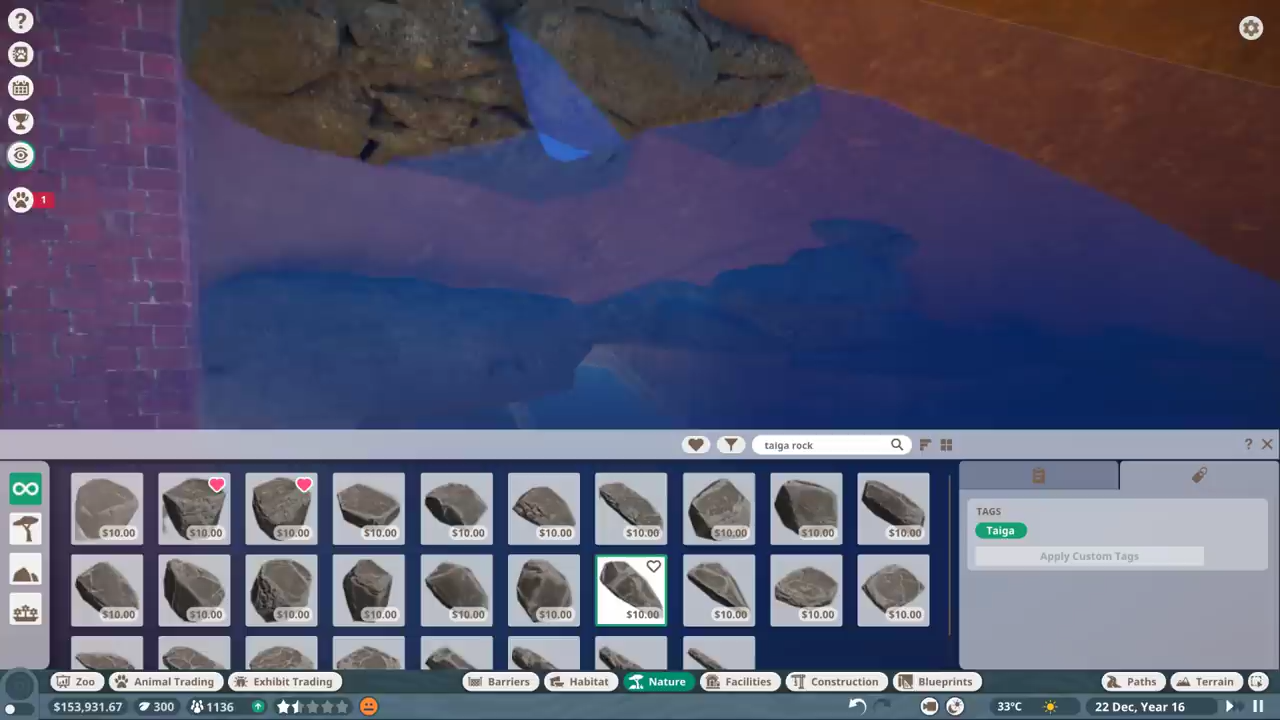 ?
1
taiga rock
? ×
$10.00 $10.00 $10.00 $10.00 $10.00 $10.00 $10.00 $10.00 $10.00 $10.00
$10.00 $10.00 $10.00 $10.00 $10.00 $10.00 $10.00 $10.00 $10.00 $10.00
TAGS
Taiga
Apply Custom Tags
Zoo Animal Trading Exhibit Trading Barriers Habitat Nature Facilities Construction Blueprints Paths Terrain
$153,931.67 300 1136 33°C 22 Dec, Year 16